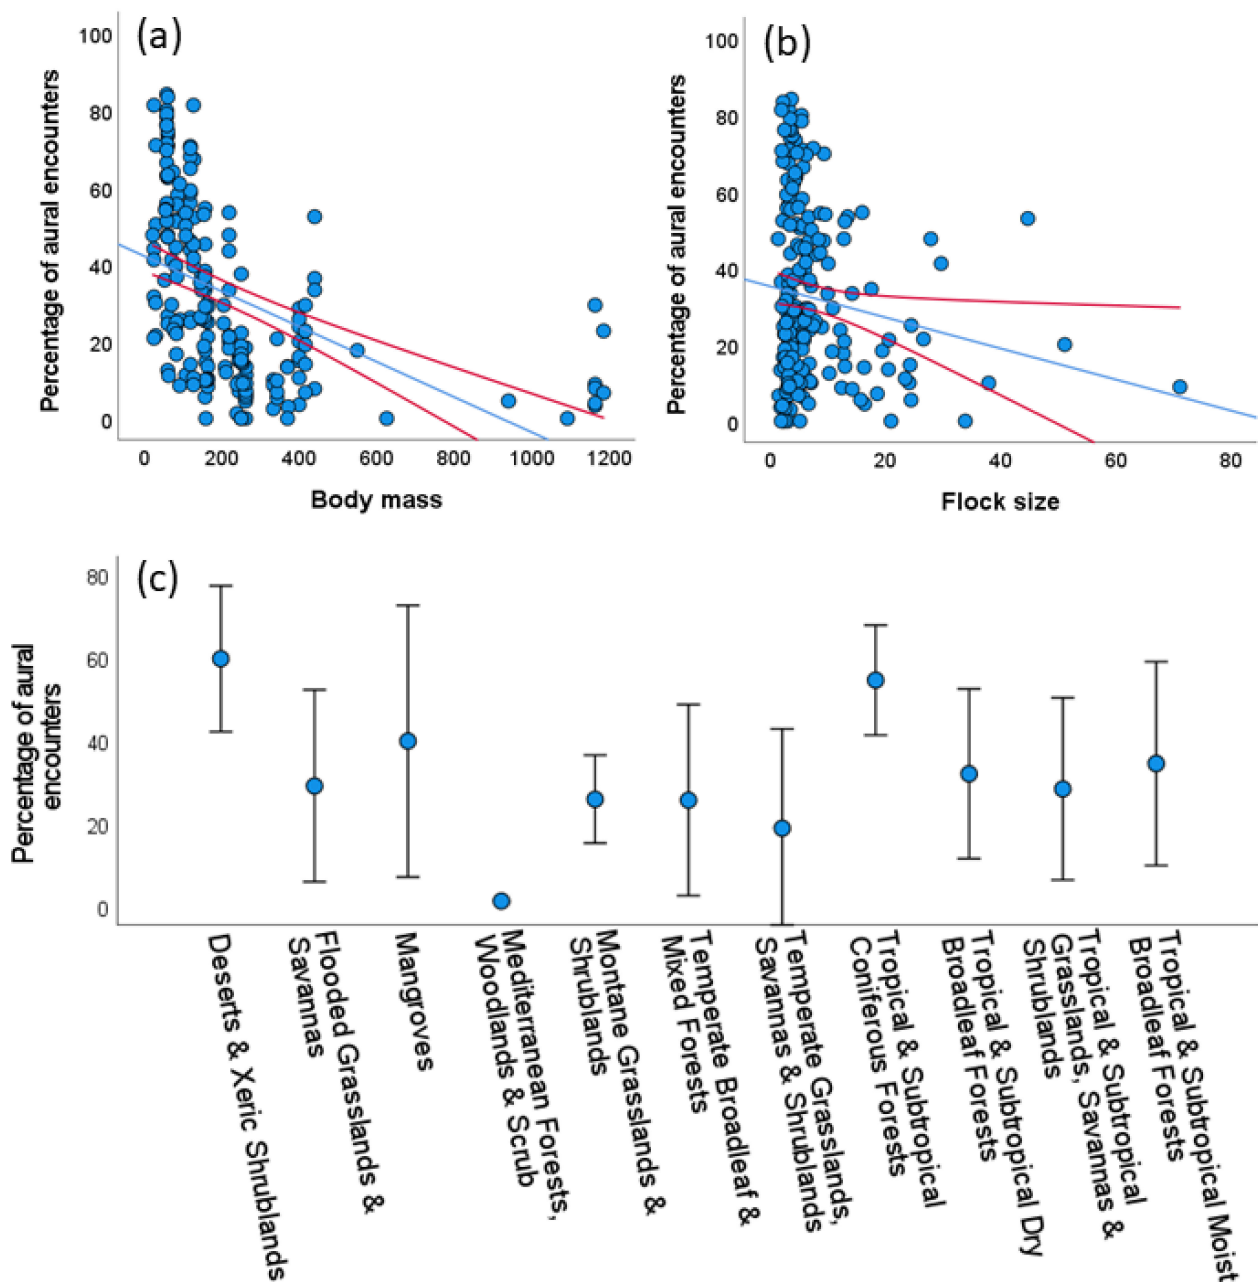 (a)
100
80
60
40
20
0
Percentage of aural encounters
0 200 400 600 800 1000 1200
Body mass
(b)
100
80
60
40
20
0
Percentage of aural encounters
0 20 40 60 80
Flock size
(c)
80
60
40
20
0
Percentage of aural
encounters
Deserts & Xeric Shrublands
Flooded Grasslands &
Savannas
Mangroves
Mediterranean Forests,
Woodlands & Scrub
Montane Grasslands &
Shrublands
Temperate Broadleaf &
Mixed Forests
Temperate Grasslands,
Savannas & Shrublands
Tropical & Subtropical
Coniferous Forests
Tropical & Subtropical Dry
Broadleaf Forests
Tropical & Subtropical
Grasslands, Savannas &
Shrublands
Tropical & Subtropical Moist
Broadleaf Forests